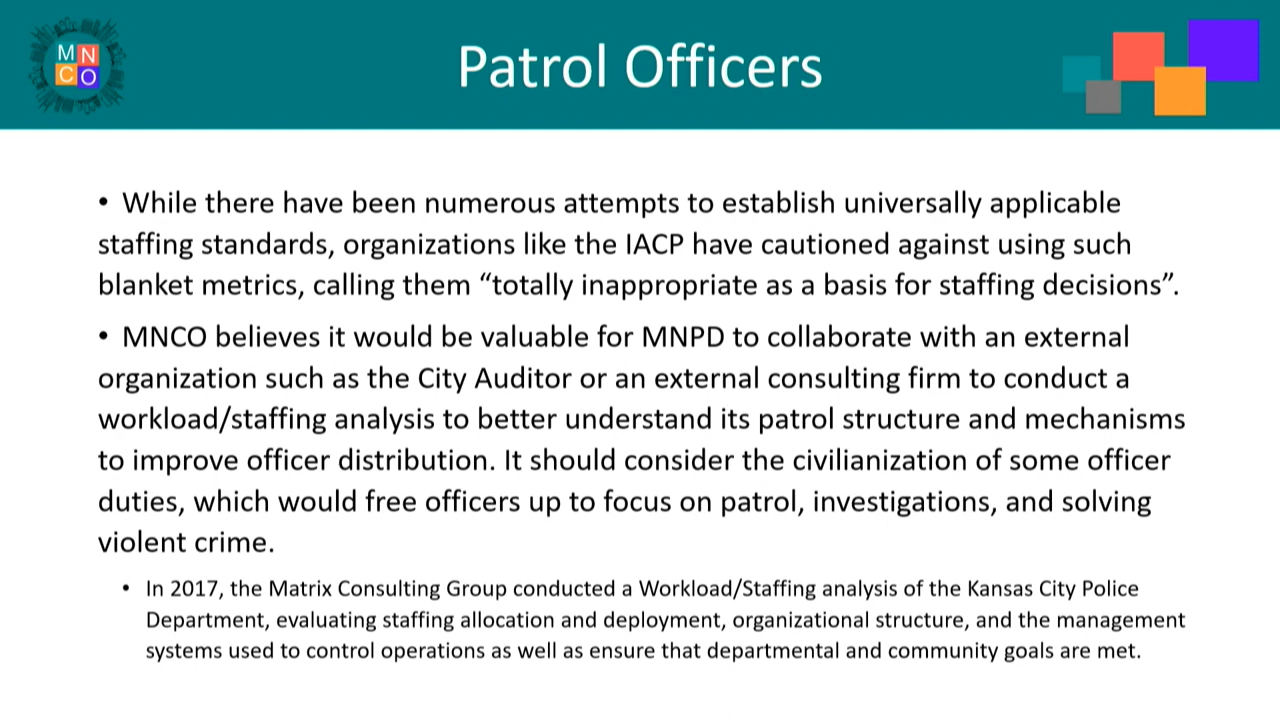 M N
C O
Patrol Officers
• While there have been numerous attempts to establish universally applicable
staffing standards, organizations like the IACP have cautioned against using such
blanket metrics, calling them “totally inappropriate as a basis for staffing decisions”.
• MNCO believes it would be valuable for MNPD to collaborate with an external
organization such as the City Auditor or an external consulting firm to conduct a
workload/staffing analysis to better understand its patrol structure and mechanisms
to improve officer distribution. It should consider the civilianization of some officer
duties, which would free officers up to focus on patrol, investigations, and solving
violent crime.
• In 2017, the Matrix Consulting Group conducted a Workload/Staffing analysis of the Kansas City Police
Department, evaluating staffing allocation and deployment, organizational structure, and the management
systems used to control operations as well as ensure that departmental and community goals are met.